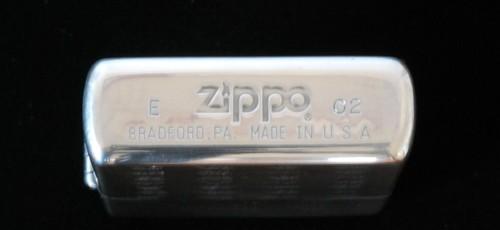 E Zippo® 02
BRADFORD, PA. MADE IN U.S.A